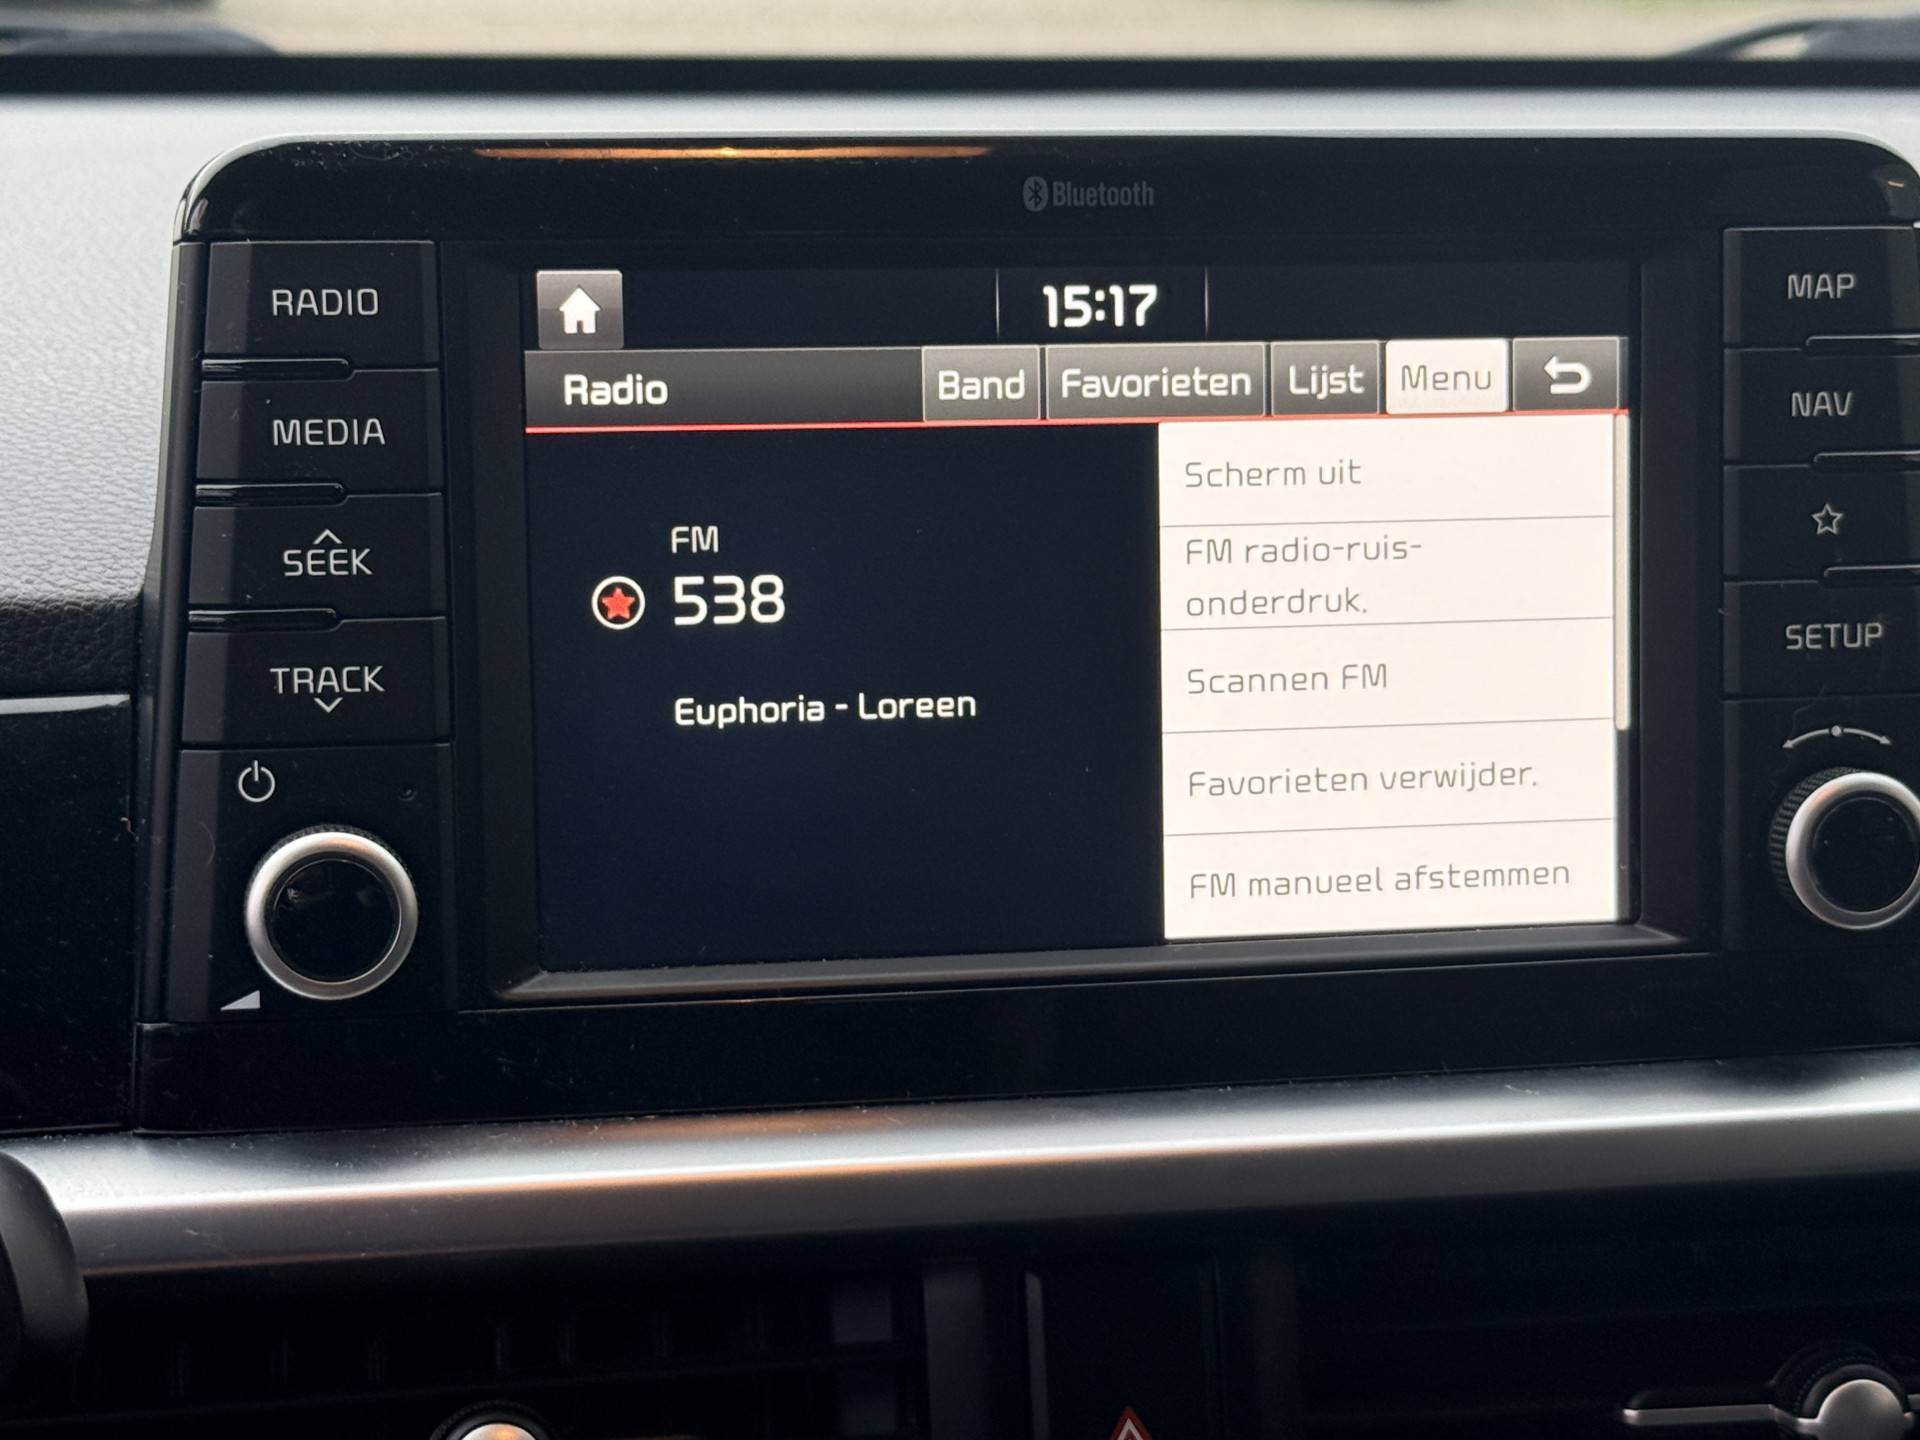 Bluetooth
RADIO
MEDIA
SEEK
TRACK
15:17
Radio
Band
Favorieten
Lijst
Menu
FM
538
Euphoria - Loreen
Scherm uit
FM radio-ruis-
onderdruk.
Scannen FM
Favorieten verwijder.
FM manueel afstemmen
MAP
NAV
SETUP